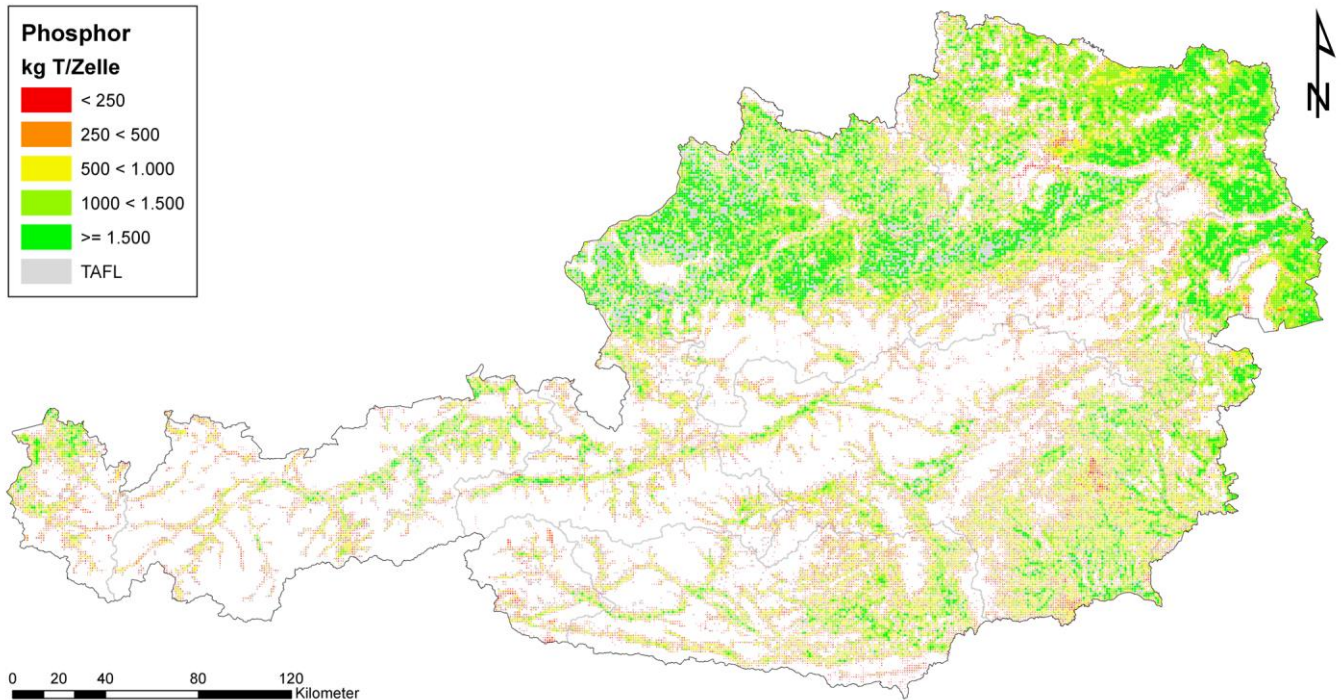 Phosphor
kg T/Zelle
< 250
250 < 500
500 < 1.000
1000 < 1.500
>= 1.500
TAFL
N
0 20 40 80 120
Kilometer